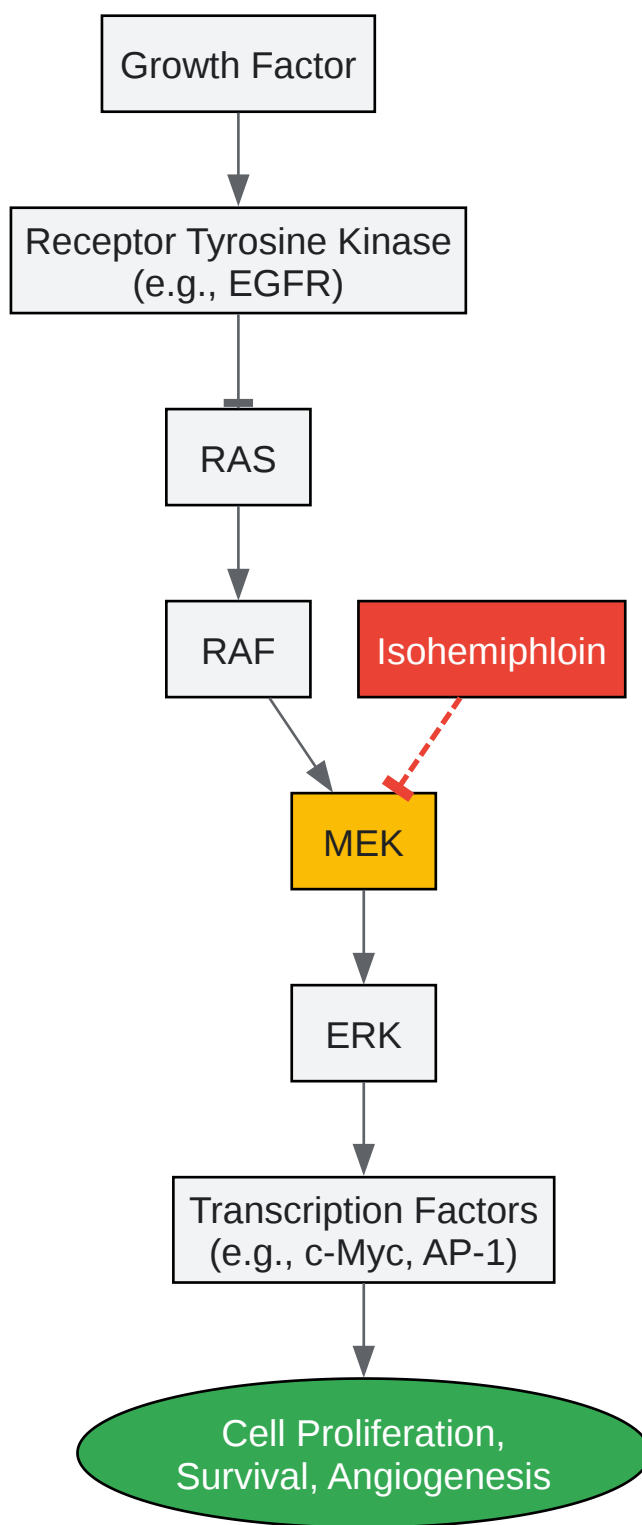 Growth Factor
Receptor Tyrosine Kinase
(e.g., EGFR)
RAS
RAF
Isohemiphloin
MEK
ERK
Transcription Factors
(e.g., c-Myc, AP-1)
Cell Proliferation,
Survival, Angiogenesis